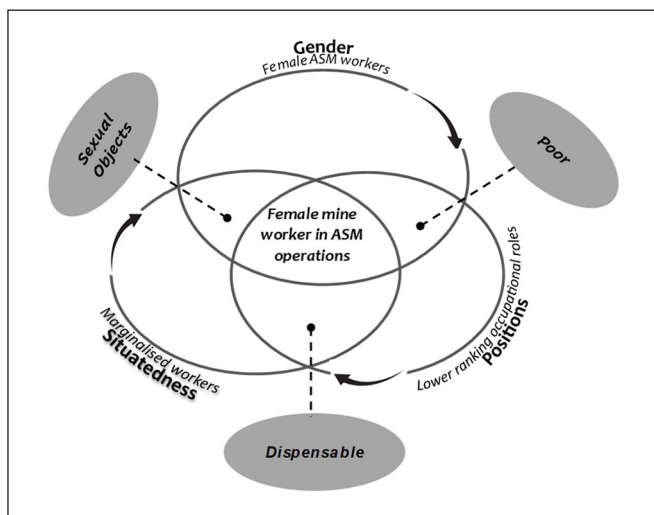 Gender
Female ASM workers
Sexual
Objects
Poor
Female mine
worker in ASM
operations
Marginalised workers
Situatedness
Lower ranking occupational roles
Positions
Dispensable